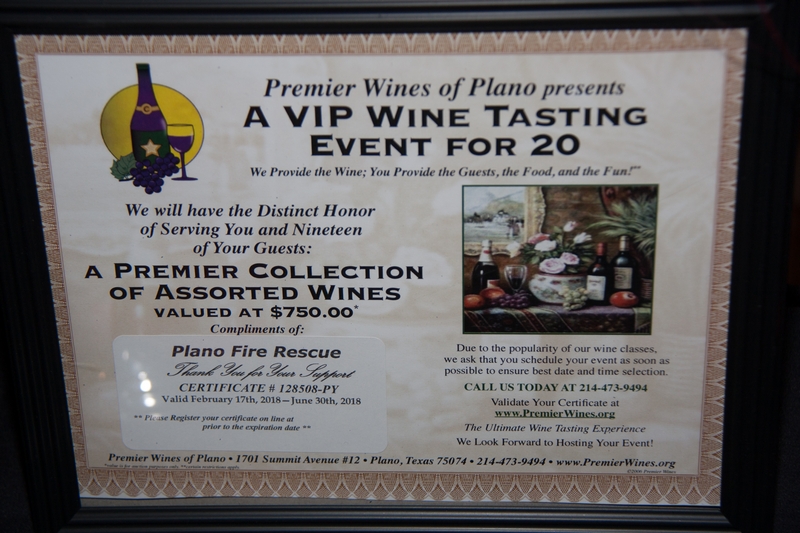 Premier Wines of Plano presents
A VIP WINE TASTING
EVENT FOR 20
We Provide the Wine; You Provide the Guests, the Food, and the Fun!**
We will have the Distinct Honor
of Serving You and Nineteen
of Your Guests:
A PREMIER COLLECTION
OF ASSORTED WINES
VALUED AT $750.00*
Compliments of:
Plano Fire Rescue
Thank You for Your Support
CERTIFICATE # 128508-PY
Valid February 17th, 2018—June 30th, 2018
** Please Register your certificate on line at
prior to the expiration date **
Due to the popularity of our wine classes,
we ask that you schedule your event as soon as
possible to ensure best date and time selection.
CALL US TODAY AT 214-473-9494
Validate Your Certificate at
www.PremierWines.org
The Ultimate Wine Tasting Experience
We Look Forward to Hosting Your Event!
Premier Wines of Plano • 1701 Summit Avenue #12 • Plano, Texas 75074 • 214-473-9494 • www.PremierWines.org